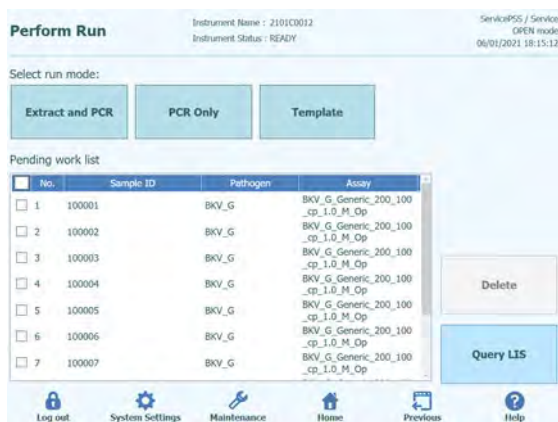 Perform Run
Instrument Name : 2101C0012
Instrument Status : READY
ServicePSS / Service
OPEN mode
06/01/2021 18:15:12
Select run mode:
Extract and PCR PCR Only Template
Pending work list
No. Sample ID Pathogen Assay
1 100001 BKV_G BKV_G_Generic_200_100
_cp_1.0_M_Op
2 100002 BKV_G BKV_G_Generic_200_100
_cp_1.0_M_Op
3 100003 BKV_G BKV_G_Generic_200_100
_cp_1.0_M_Op
4 100004 BKV_G BKV_G_Generic_200_100
_cp_1.0_M_Op
5 100005 BKV_G BKV_G_Generic_200_100
_cp_1.0_M_Op
6 100006 BKV_G BKV_G_Generic_200_100
_cp_1.0_M_Op
7 100007 BKV_G BKV_G_Generic_200_100
_cp_1.0_M_Op
Delete
Query LIS
Log out System Settings Maintenance Home Previous Help